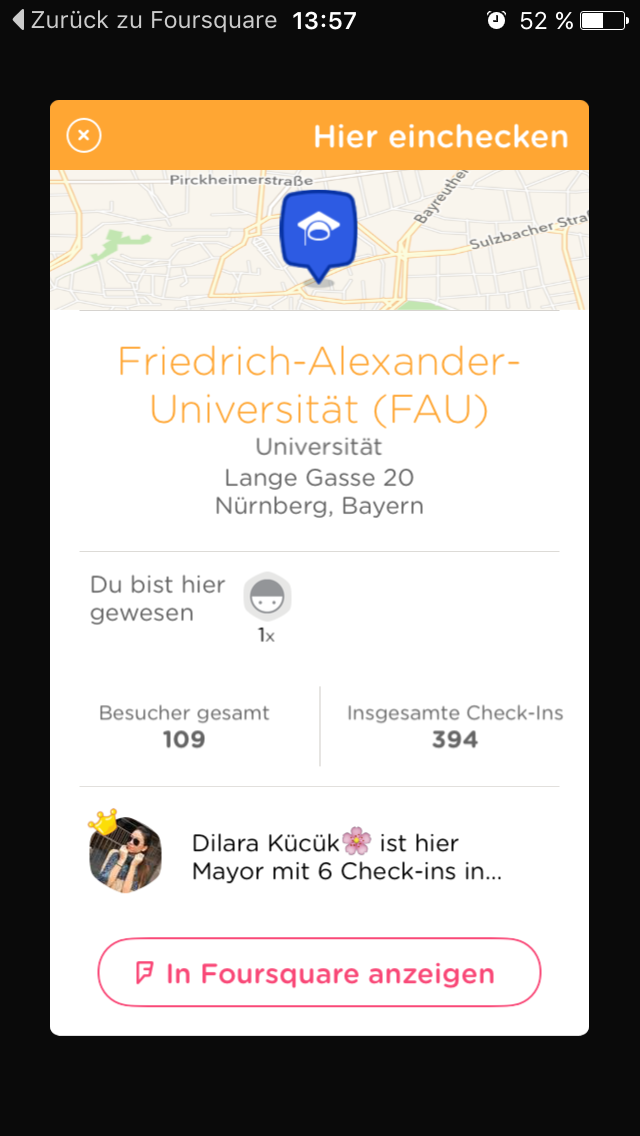 Zurück zu Foursquare 13:57 52 %
Hier einchecken
Pirckheimerstraße
Bayreuther
Sulzbacher Straß
Friedrich-Alexander-
Universität (FAU)
Universität
Lange Gasse 20
Nürnberg, Bayern
Du bist hier
gewesen
1x
Besucher gesamt
109
Insgesamte Check-Ins
394
Dilara Kücük🌸 ist hier
Mayor mit 6 Check-ins in...
In Foursquare anzeigen